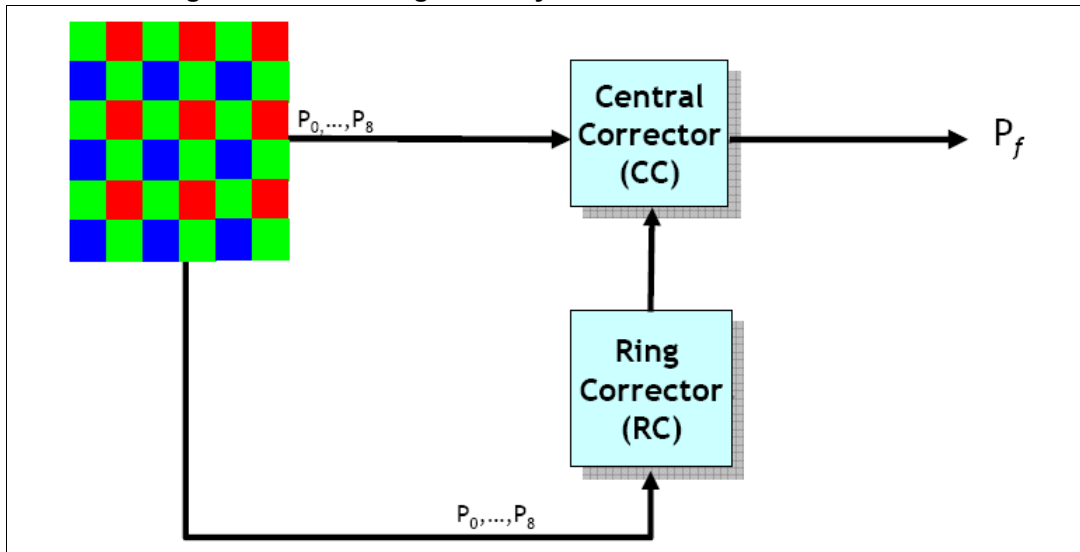 P0,...,P8
Central
Corrector
(CC)
Pf
Ring
Corrector
(RC)
P0,...,P8